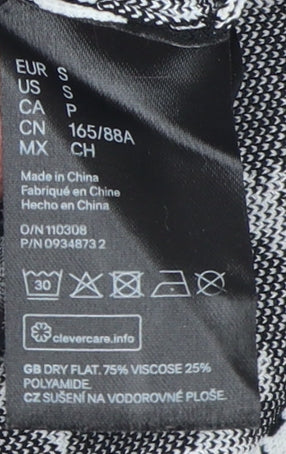 EUR S
US S
CA P
CN 165/88A
MX CH
Made in China
Fabriqué en Chine
Hecho en China
O/N 110308
P/N 0934873 2
30
clevercare.info
GB DRY FLAT. 75% VISCOSE 25%
POLYAMIDE.
CZ SUŠENÍ NA VODOROVNÉ PLOŠE.